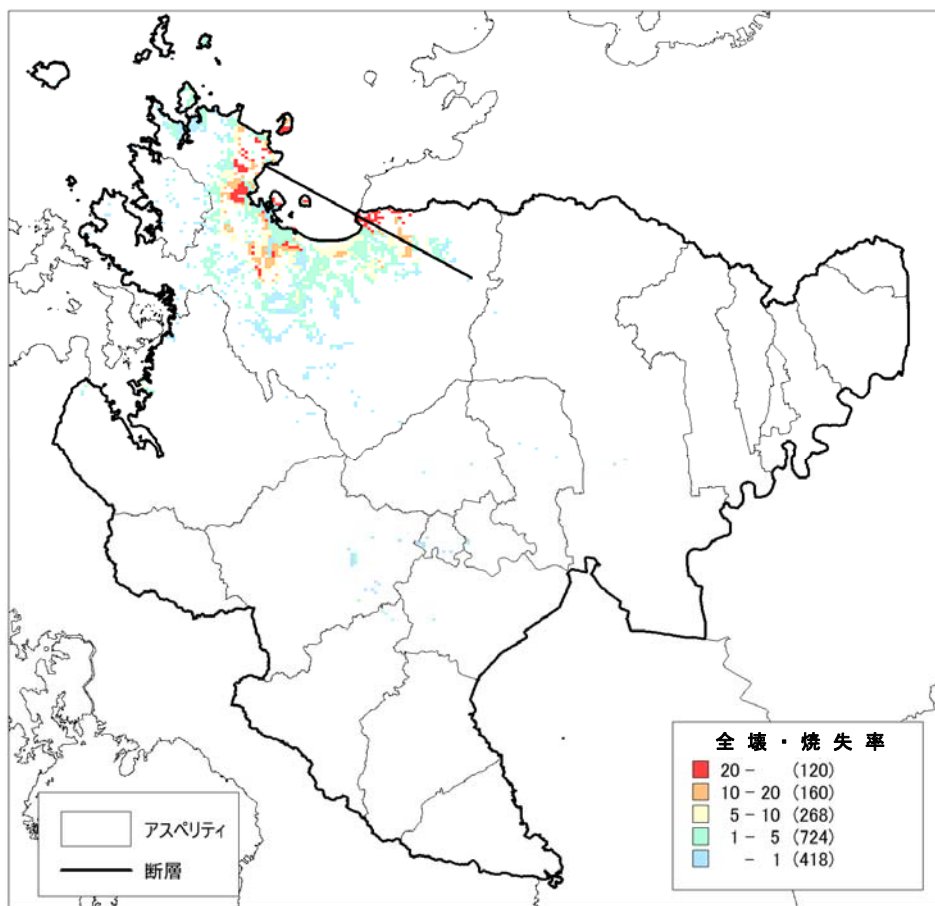 全 壊 ・ 焼 失 率
20 – (120)
10 – 20 (160)
5 – 10 (268)
1 – 5 (724)
– 1 (418)
アスペリティ
断層